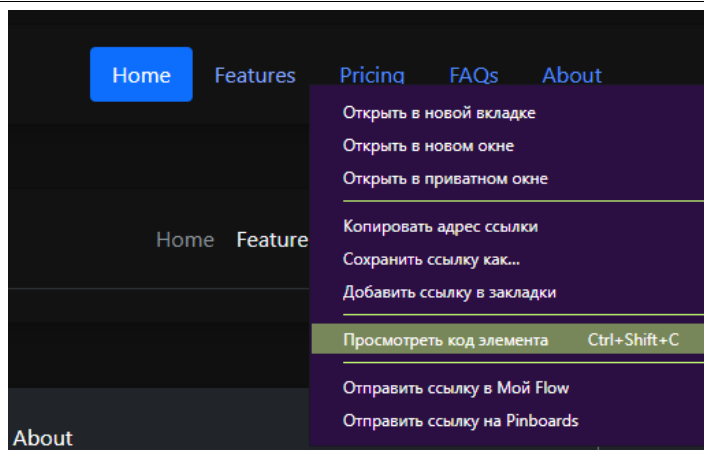 Home Features Pricing FAQs About
Открыть в новой вкладке
Открыть в новом окне
Открыть в приватном окне
Копировать адрес ссылки
Home Feature
Сохранить ссылку как...
Добавить ссылку в закладки
Просмотреть код элемента Ctrl+Shift+C
Отправить ссылку в Мой Flow
Отправить ссылку на Pinboards
About